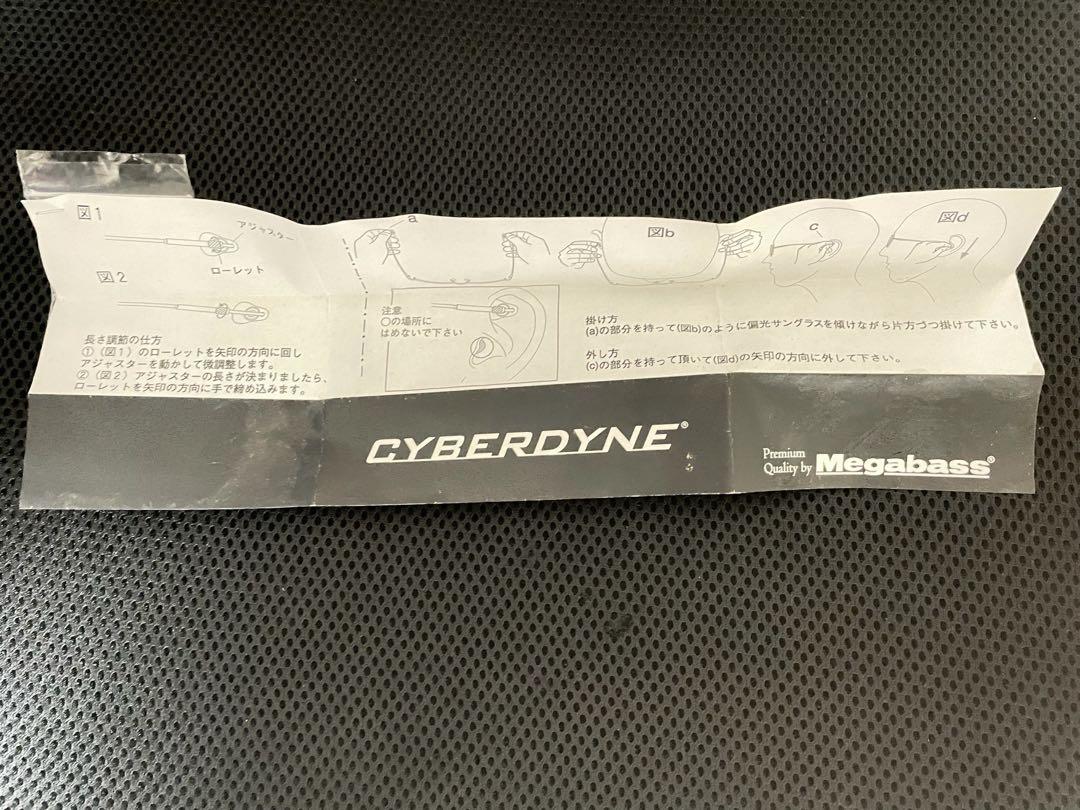 図1
アジャスター
ローレット
図2
長さ調節の仕方
①(図1)のローレットを矢印の方向に回し
アジャスターを動かして微調整します。
②(図2)アジャスターの長さが決まりましたら、
ローレットを矢印の方向に手で締め込みます。
a
図b
c
図d
注意
○の場所に
はめないで下さい
掛け方
(a)の部分を持って(図b)のように偏光サングラスを傾けながら片方づつ掛けて下さい。
外し方
(c)の部分を持って頂いて(図d)の矢印の方向に外して下さい。
CYBERDYNE®
Premium
Quality by Megabass®